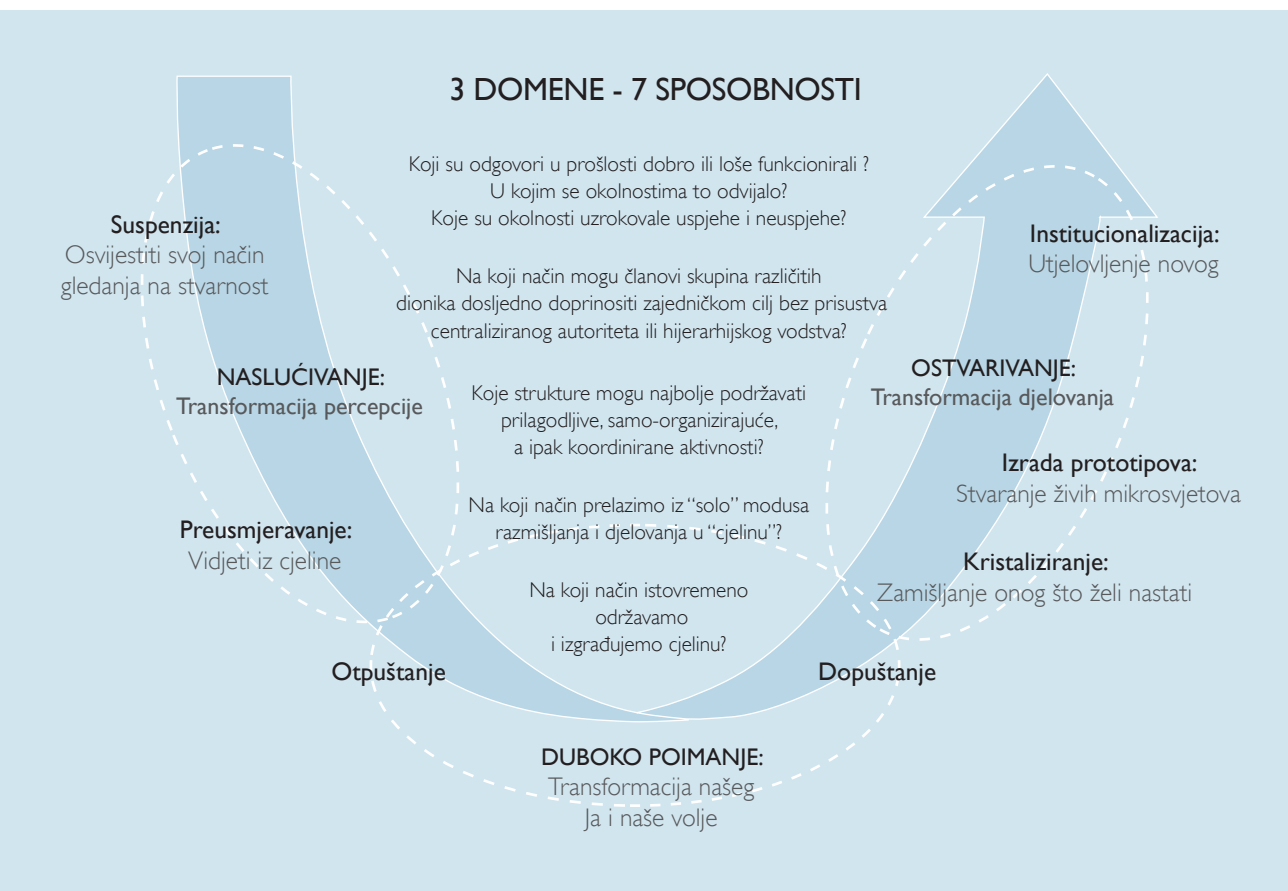 3 DOMENE - 7 SPOSOBNOSTI
Koji su odgovori u prošlosti dobro ili loše funkcionirali ?
U kojim se okolnostima to odvijalo?
Koje su okolnosti uzrokovale uspjehe i neuspjehe?
Na koji način mogu članovi skupina različitih
dionika dosljedno doprinositi zajedničkom cilj bez prisustva
centraliziranog autoriteta ili hijerarhijskog vodstva?
Koje strukture mogu najbolje podržavati
prilagodljive, samo-organizirajuće,
a ipak koordinirane aktivnosti?
Na koji način prelazimo iz “solo” modusa
razmišljanja i djelovanja u “cjelinu”?
Na koji način istovremeno
održavamo
i izgrađujemo cjelinu?
Suspenzija:
Osvijestiti svoj način
gledanja na stvarnost
NASLUĆIVANJE:
Transformacija percepcije
Preusmjeravanje:
Vidjeti iz cjeline
Otpuštanje
DUBOKO POIMANJE:
Transformacija našeg
Ja i naše volje
Dopuštanje
Kristaliziranje:
Zamišljanje onog što želi nastati
Izrada prototipova:
Stvaranje živih mikrosvjetova
OSTVARIVANJE:
Transformacija djelovanja
Institucionalizacija:
Utjelovljenje novog